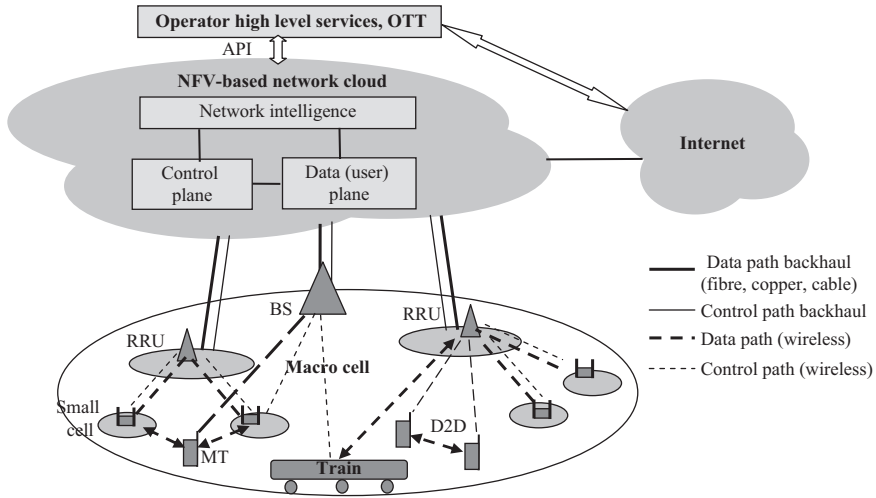 Operator high level services, OTT
API
NFV-based network cloud
Network intelligence
Control
plane
Data (user)
plane
Internet
Data path backhaul
(fibre, copper, cable)
Control path backhaul
Data path (wireless)
Control path (wireless)
BS
RRU
RRU
Macro cell
Small
cell
MT
D2D
Train